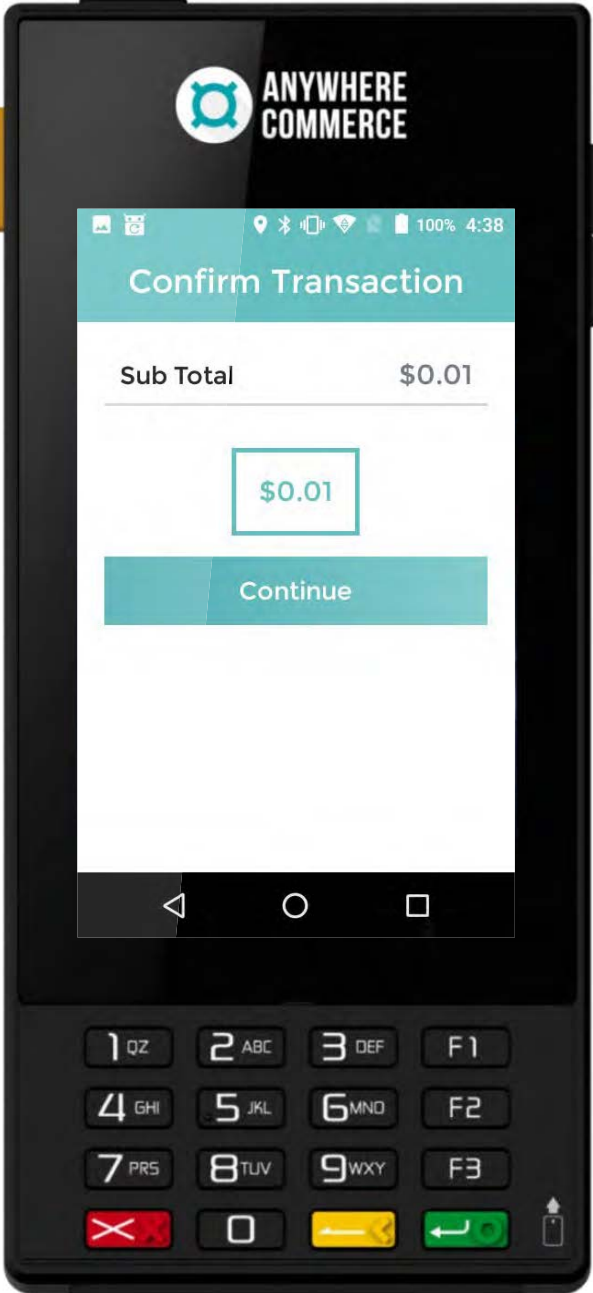 ANYWHERE
COMMERCE
100% 4:38
Confirm Transaction
Sub Total $0.01
$0.01
Continue
1 QZ 2 ABC 3 DEF F1
4 GHI 5 JKL 6 MNO F2
7 PRS 8 TUV 9 WXY F3
0